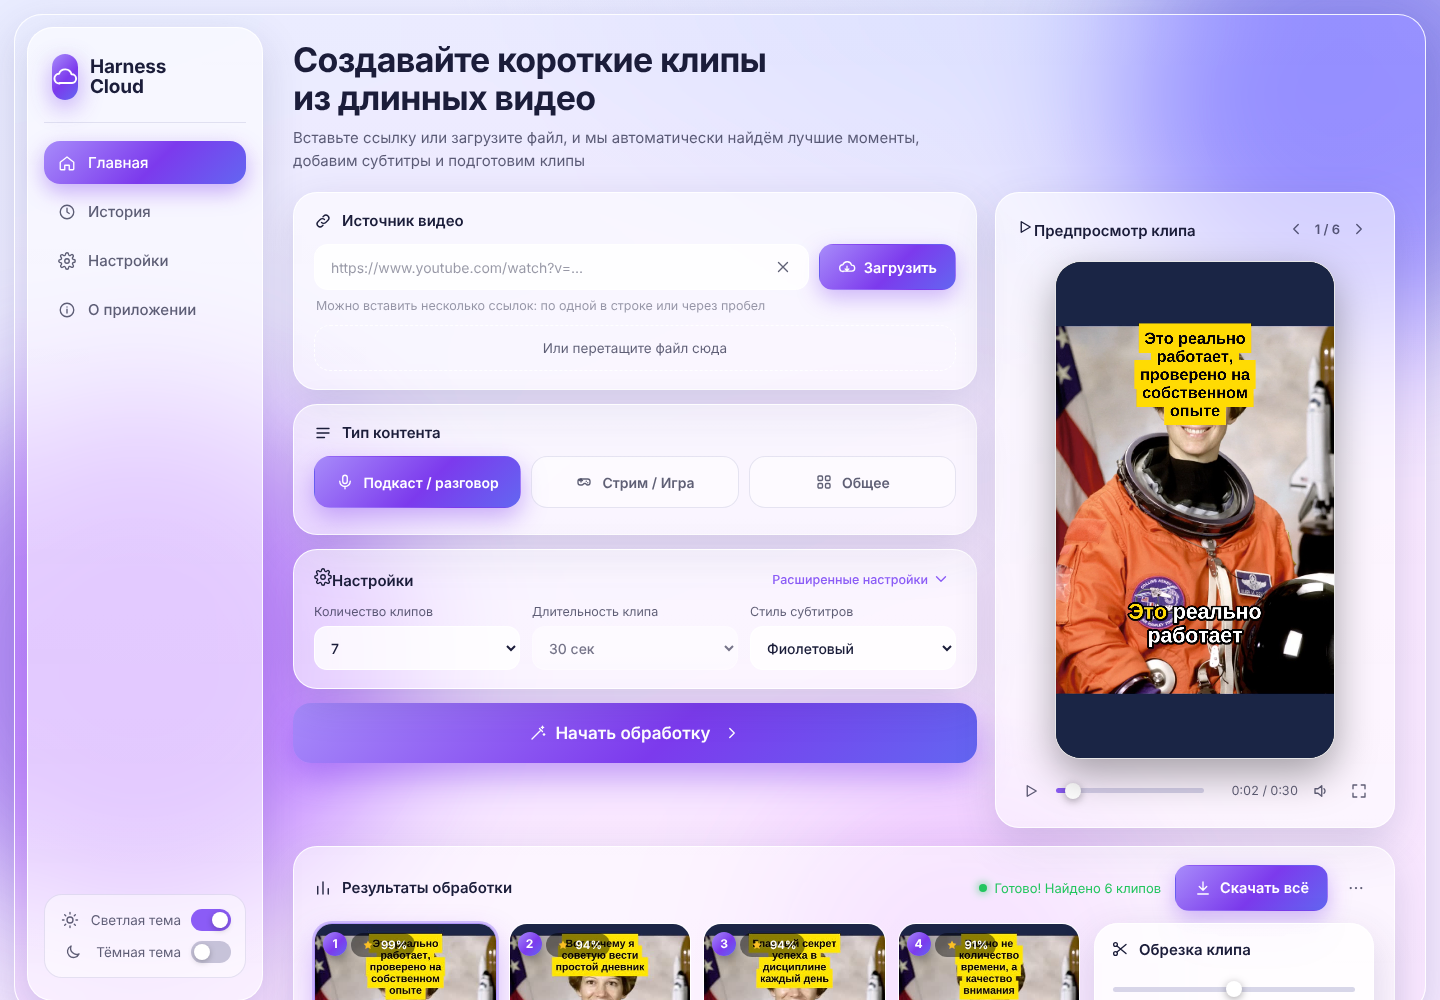 Harness
Cloud
Главная
История
Настройки
О приложении
Светлая тема
Тёмная тема
Создавайте короткие клипы
из длинных видео
Вставьте ссылку или загрузите файл, и мы автоматически найдём лучшие моменты,
добавим субтитры и подготовим клипы
Источник видео
https://www.youtube.com/watch?v=...
Загрузить
Можно вставить несколько ссылок: по одной в строке или через пробел
Или перетащите файл сюда
Тип контента
Подкаст / разговор
Стрим / Игра
Общее
Настройки
Расширенные настройки
Количество клипов
Длительность клипа
Стиль субтитров
7
30 сек
Фиолетовый
Начать обработку
Предпросмотр клипа
1 / 6
Это реально
работает,
проверено на
собственном
опыте
Это реально
работает
0:02 / 0:30
Результаты обработки
Готово! Найдено 6 клипов
Скачать всё
...
1
99%
работает,
проверено на
собственном
опыте
2
94%
советую вести
простой дневник
3
94%
секрет
успеха в
дисциплине
каждый день
4
91%
не
количество
времени, а
качество
внимания
Обрезка клипа